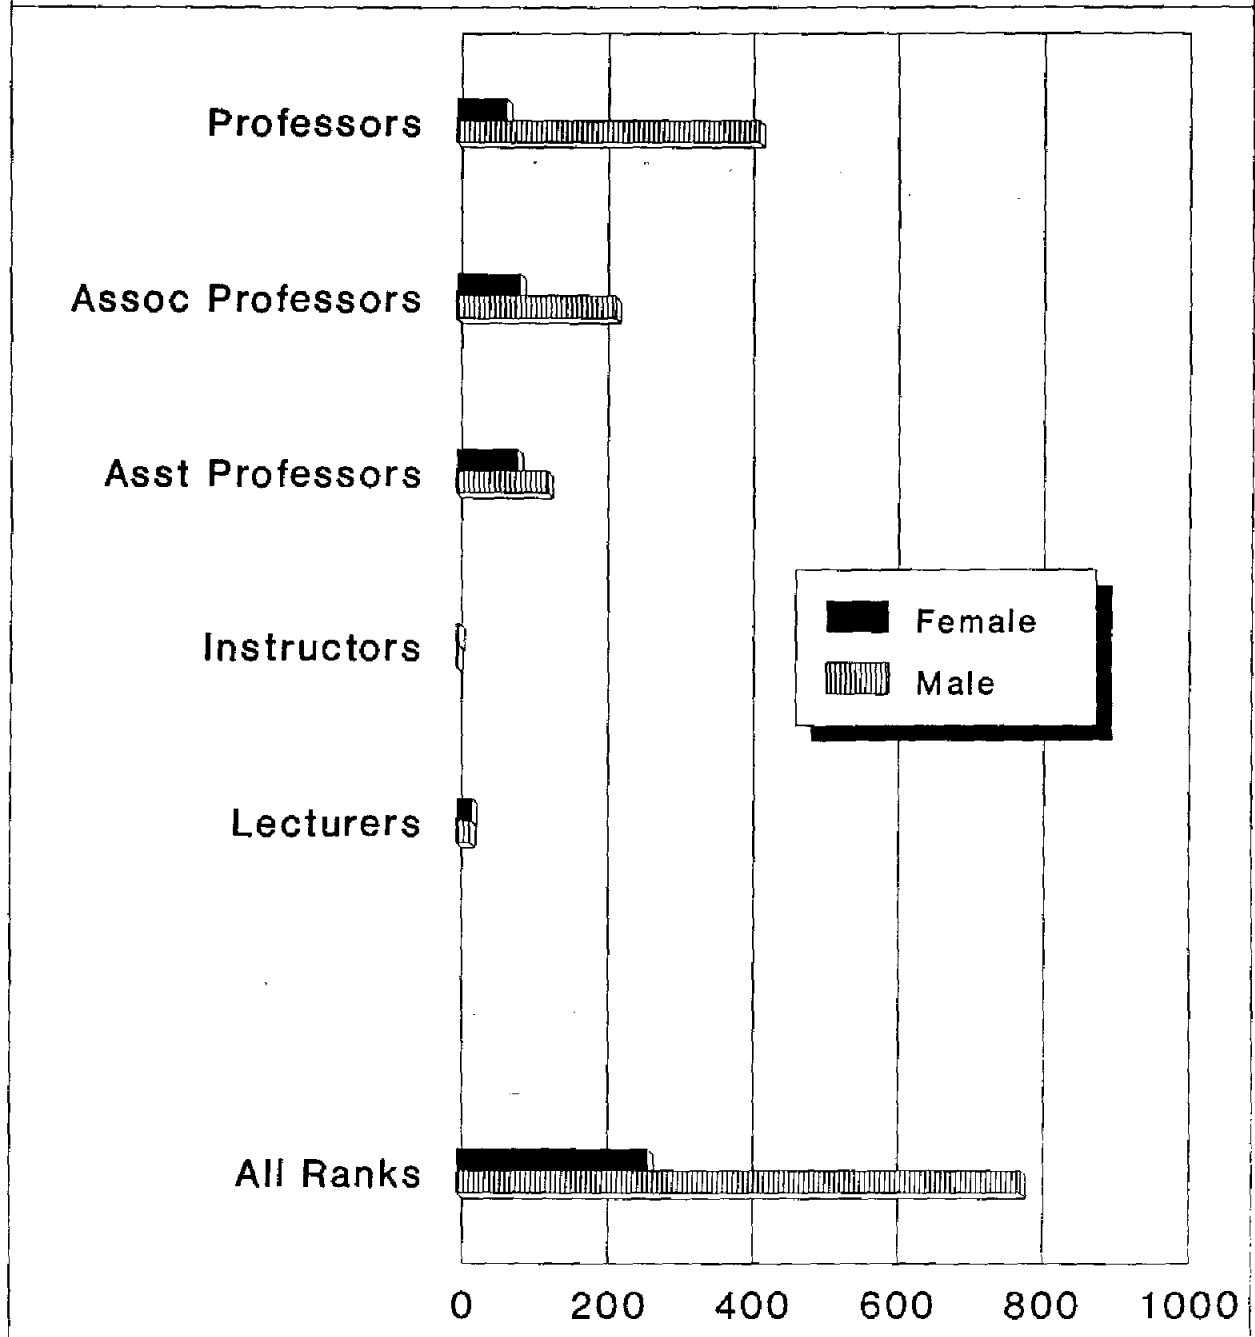 Professors
Assoc Professors
Asst Professors
Instructors
Female
Male
Lecturers
All Ranks
0 200 400 600 800 1000